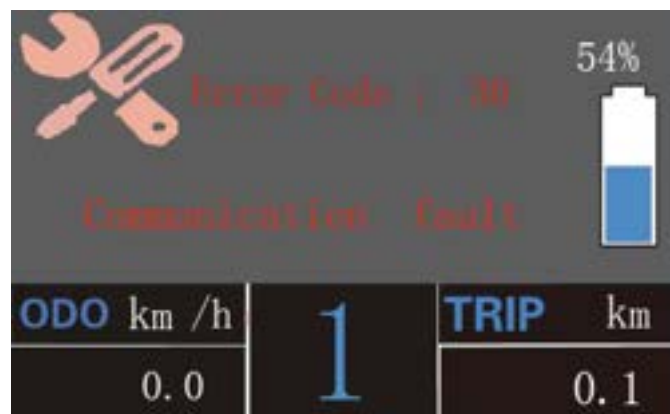 54%
Error Code : 30
Communication fault
ODO km /h
0.0
1
TRIP km
0.1